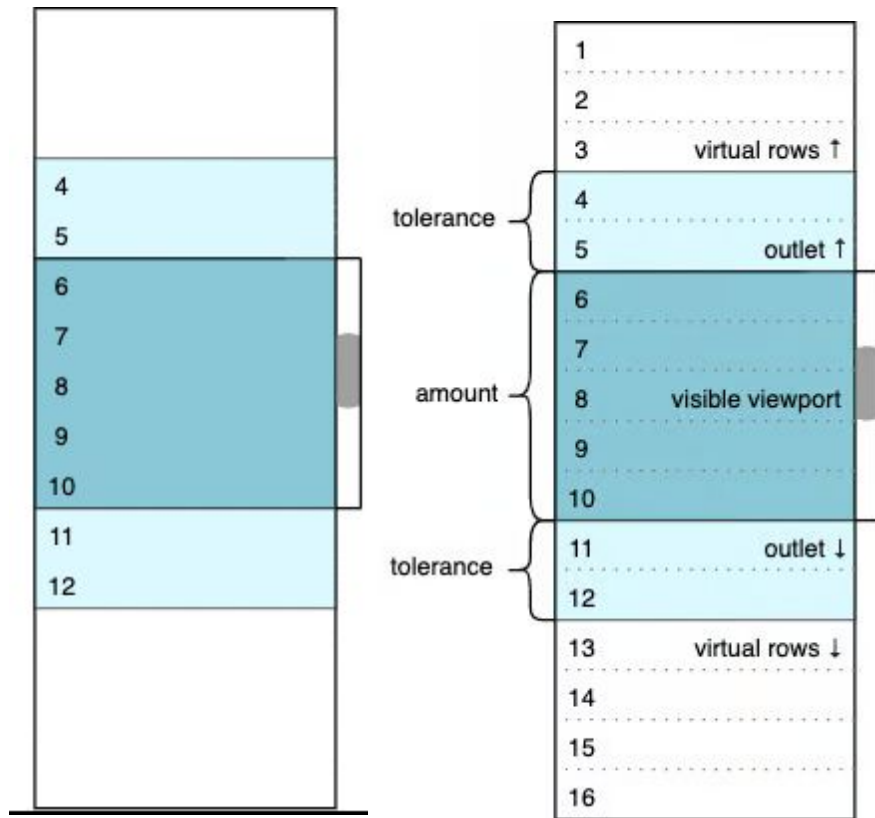 4
5
6
7
8
9
10
11
12
1
2
3 virtual rows ↑
tolerance
4
5 outlet ↑
6
7
amount
8 visible viewport
9
10
tolerance
11 outlet ↓
12
13 virtual rows ↓
14
15
16